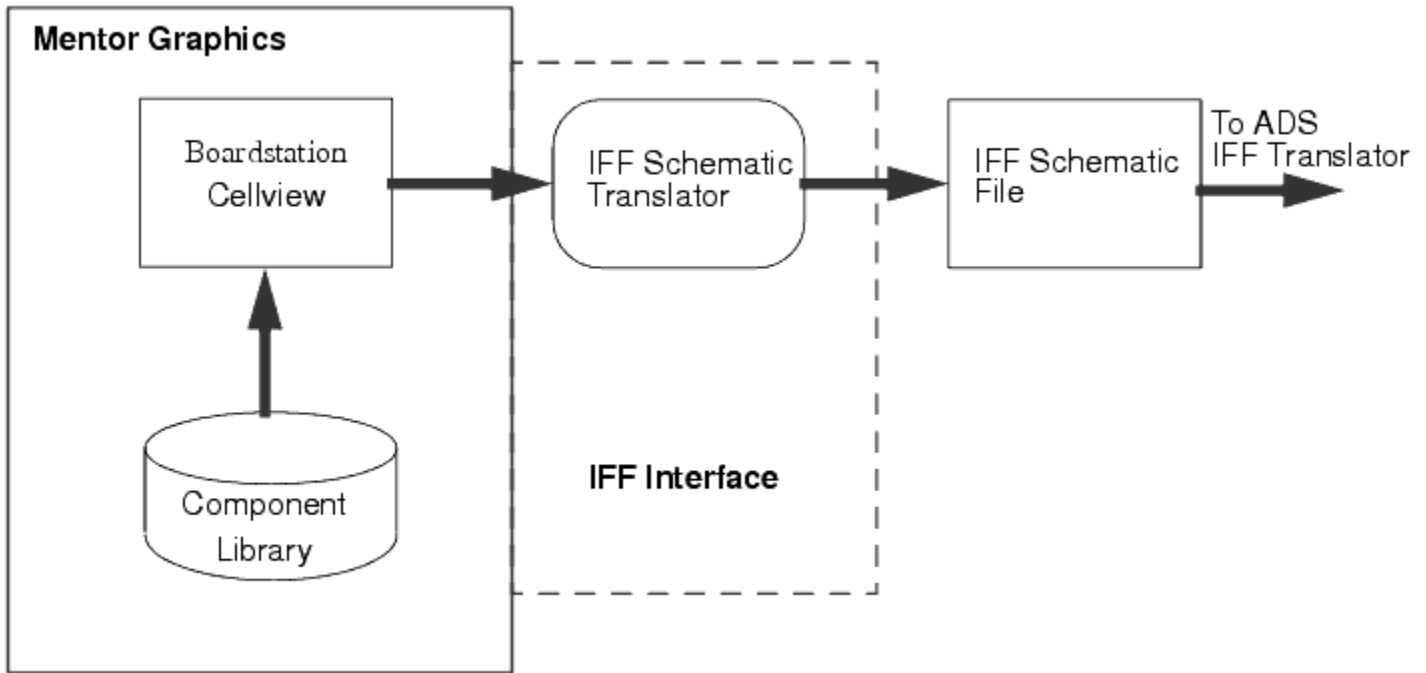 Mentor Graphics
Boardstation
Cellview
IFF Schematic
Translator
IFF Schematic
File
To ADS
IFF Translator
Component
Library
IFF Interface